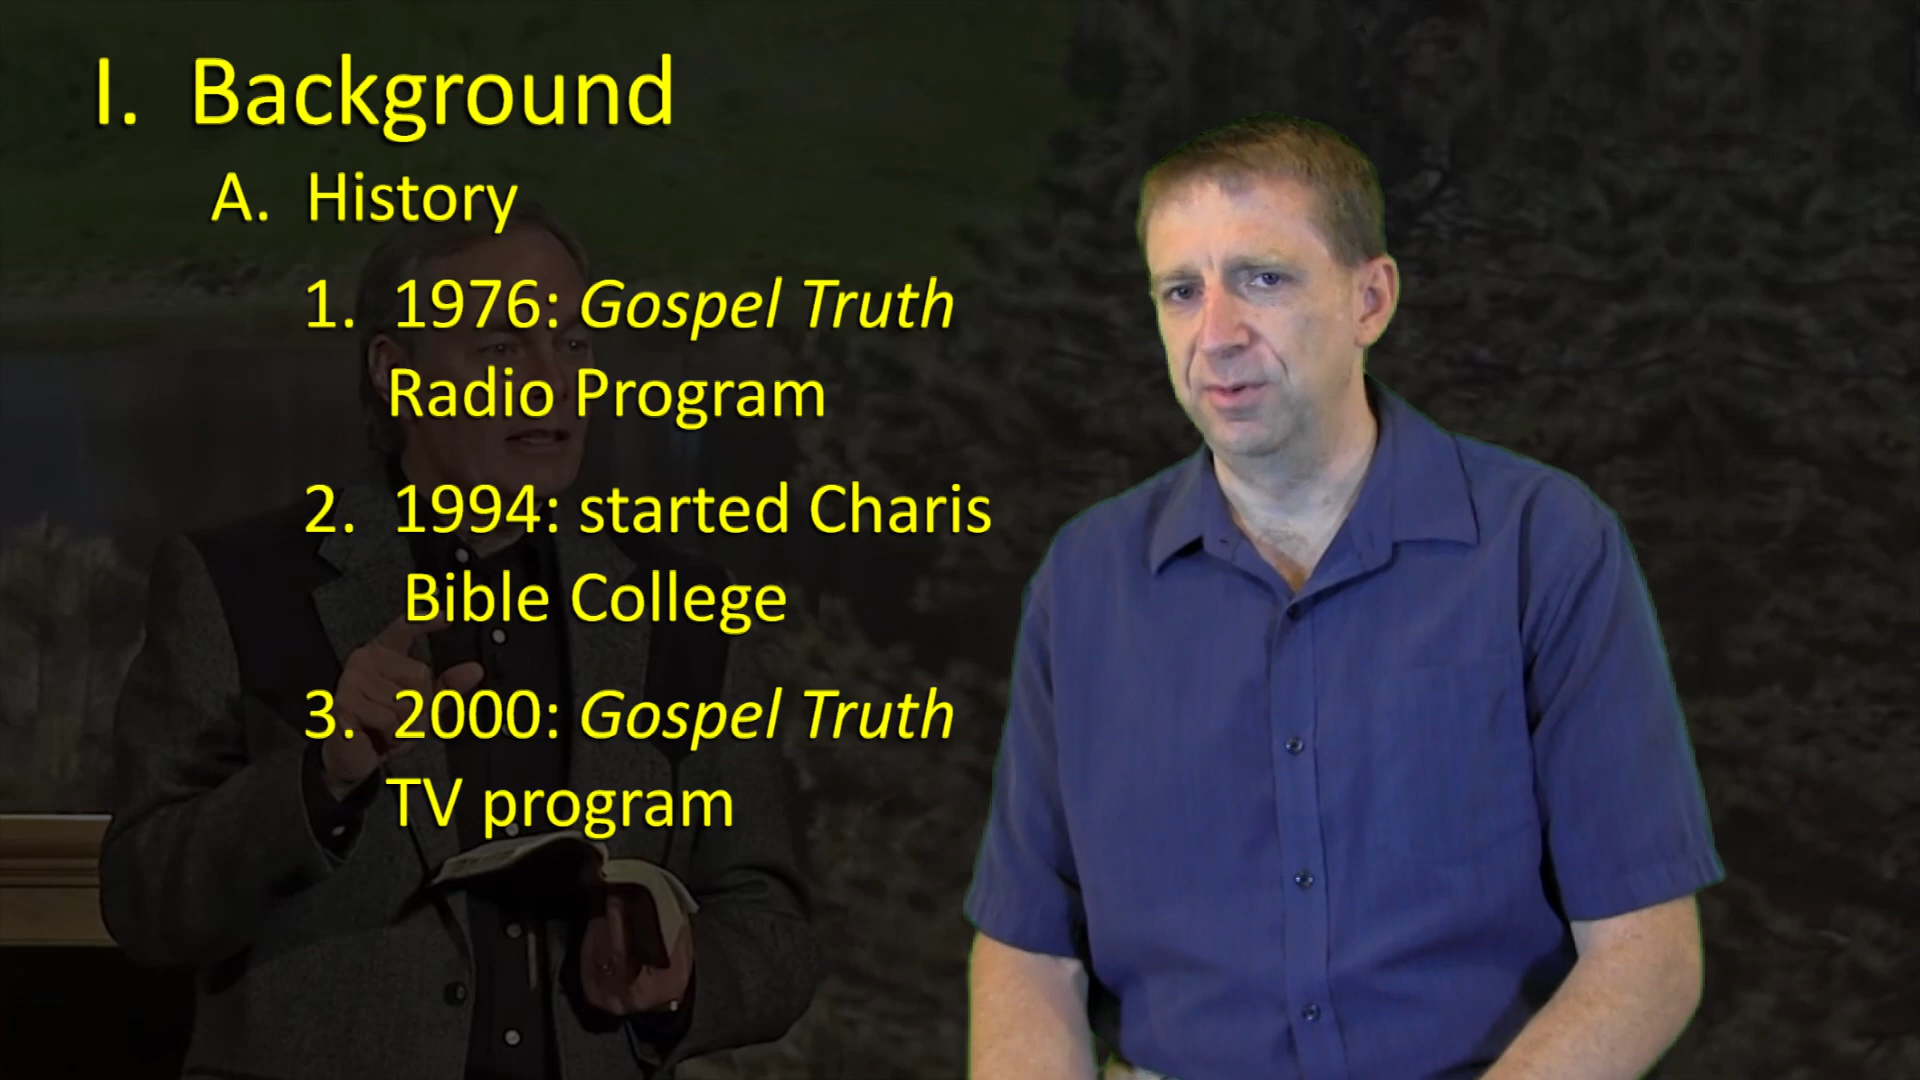 I. Background
A. History
1. 1976: Gospel Truth
Radio Program
2. 1994: started Charis
Bible College
3. 2000: Gospel Truth
TV program